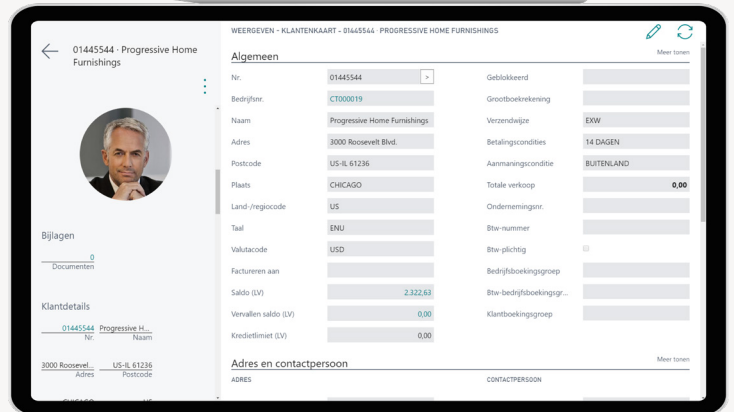 01445544 · Progressive Home
Furnishings
Bijlagen
0
Documenten
Klantdetails
01445544 Progressive H...
Nr. Naam
3000 Roosevel... US-IL 61236
Adres Postcode
CHICAGO US
WEERGEVEN - KLANTENKAART - 01445544 · PROGRESSIVE HOME FURNISHINGS
Algemeen Meer tonen
Nr. 01445544 > Geblokkeerd
Bedrijfsnr. CT000019 Grootboekrekening
Naam Progressive Home Furnishings Verzendwijze EXW
Adres 3000 Roosevelt Blvd. Betalingscondities 14 DAGEN
Postcode US-IL 61236 Aanmaningsconditie BUITENLAND
Plaats CHICAGO Totale verkoop 0,00
Land-/regiocode US Ondernemingsnr.
Taal ENU Btw-nummer
Valutacode USD Btw-plichtig
Factureren aan Bedrijfsboekingsgroep
Saldo (LV) 2.322,63 Btw-bedrijfsboekingsgr...
Vervallen saldo (LV) 0,00 Klantboekingsgroep
Kredietlimiet (LV) 0,00
Adres en contactpersoon Meer tonen
ADRES CONTACTPERSOON